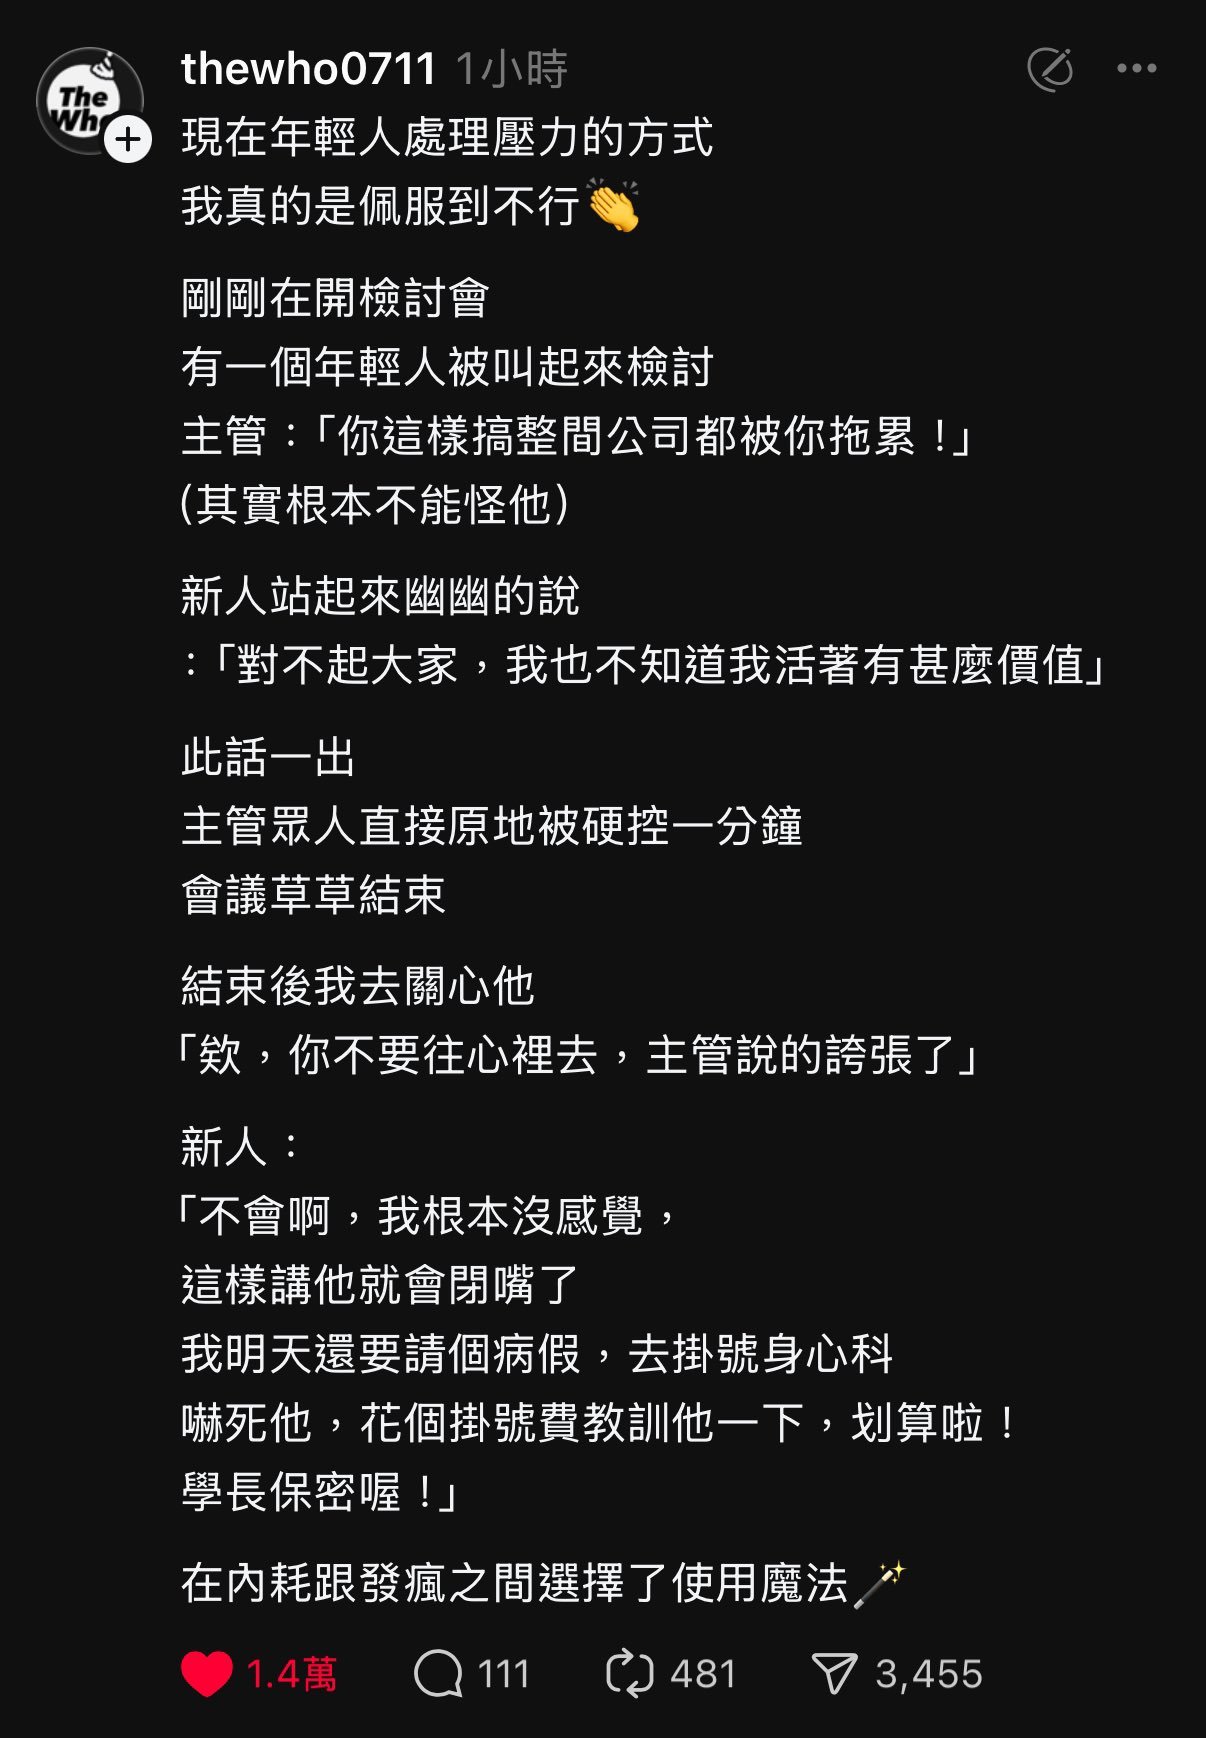 The
Who
thewho0711 1小時
現在年輕人處理壓力的方式
我真的是佩服到不行👏
剛剛在開檢討會
有一個年輕人被叫起來檢討
主管：「你這樣搞整間公司都被你拖累！」
(其實根本不能怪他)
新人站起來幽幽的說
：「對不起大家，我也不知道我活著有甚麼價值」
此話一出
主管眾人直接原地被硬控一分鐘
會議草草結束
結束後我去關心他
「欸，你不要往心裡去，主管說的誇張了」
新人：
「不會啊，我根本沒感覺，
這樣講他就會閉嘴了
我明天還要請個病假，去掛號身心科
嚇死他，花個掛號費教訓他一下，划算啦！
學長保密喔！」
在內耗跟發瘋之間選擇了使用魔法🪄
1.4萬 111 481 3,455